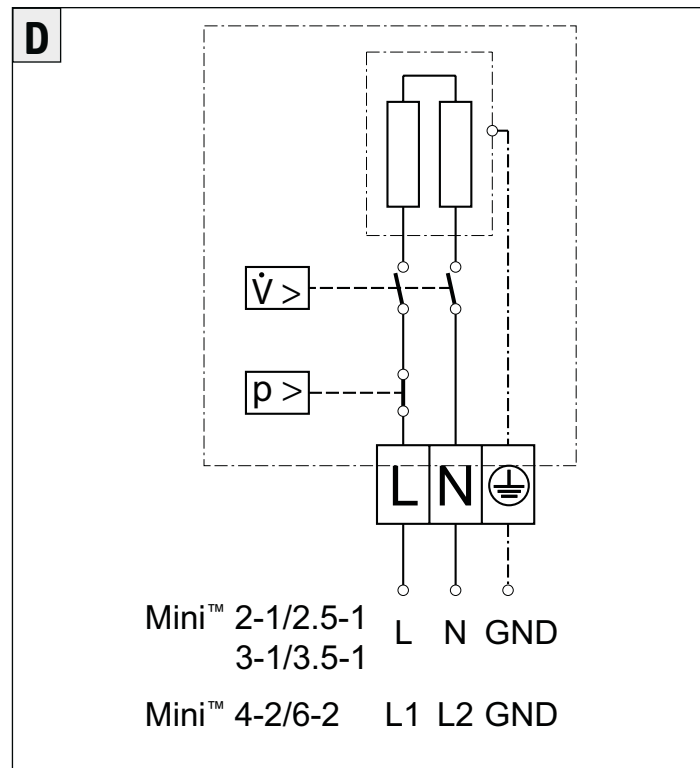 D
V̇ >
p >
L N
Mini™ 2-1/2.5-1 L N GND
3-1/3.5-1
Mini™ 4-2/6-2 L1 L2 GND